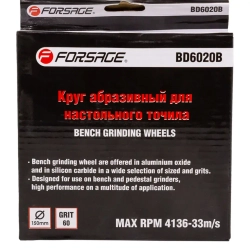 FORSAGE BD6020B
FORSAGE BD6020B
Круг абразивный для
настольного точила
BENCH GRINDING WHEELS
- Bench grinding wheel are offered in aluminium oxide
and in silicon carbide in a wide selection of sized and grits.
- Designed for use on bench and pedestel grinders,
high performance on a multitude of application.
Ø
150mm
GRIT
60
MAX RPM 4136-33m/s